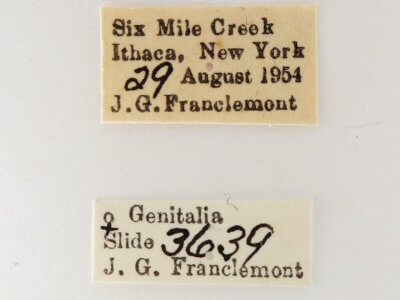 Six Mile Creek
Ithaca, New York
29 August 1954
J.G.Franclemont
♀ Genitalia
Slide 3639
J. G. Franclemont